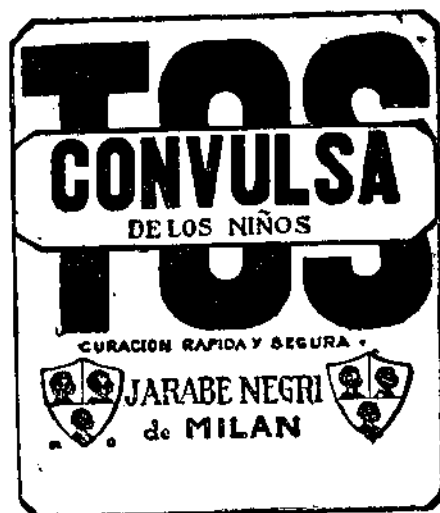 TOS
CONVULSA
DE LOS NIÑOS
CURACION RAPIDA Y SEGURA
JARABE NEGRI
de MILAN